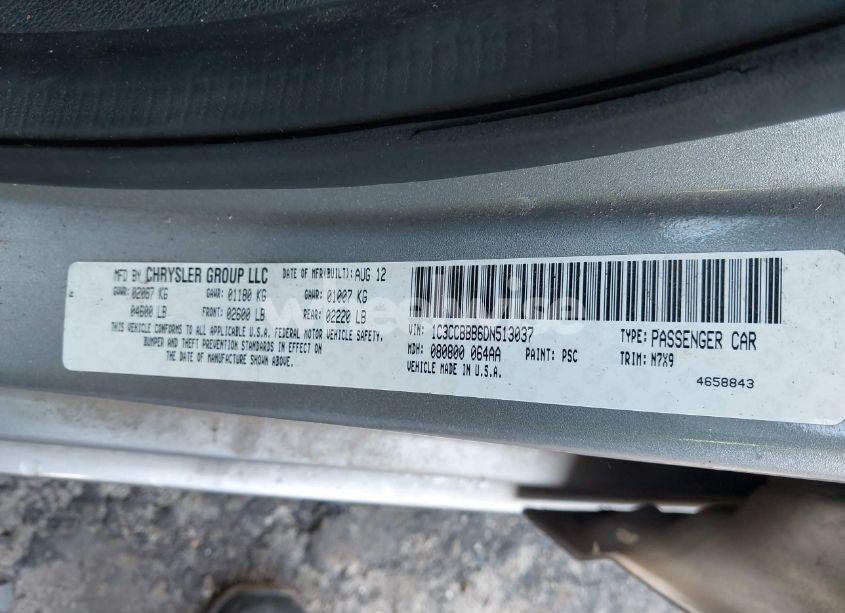 MFD BY CHRYSLER GROUP LLC DATE OF MFR(BUILT): AUG 12
GVWR: 02087 KG GAWR: 01180 KG GAWR: 01007 KG
04600 LB FRONT: 02600 LB REAR: 02220 LB
THIS VEHICLE CONFORMS TO ALL APPLICABLE U.S.A. FEDERAL MOTOR VEHICLE SAFETY,
BUMPER AND THEFT PREVENTION STANDARDS IN EFFECT ON
THE DATE OF MANUFACTURE SHOWN ABOVE.
VIN: 1C3CCBBB6DN513037 TYPE: PASSENGER CAR
MDH: 080800 064AA PAINT: PSC TRIM: N7X9
VEHICLE MADE IN U.S.A.
4658843